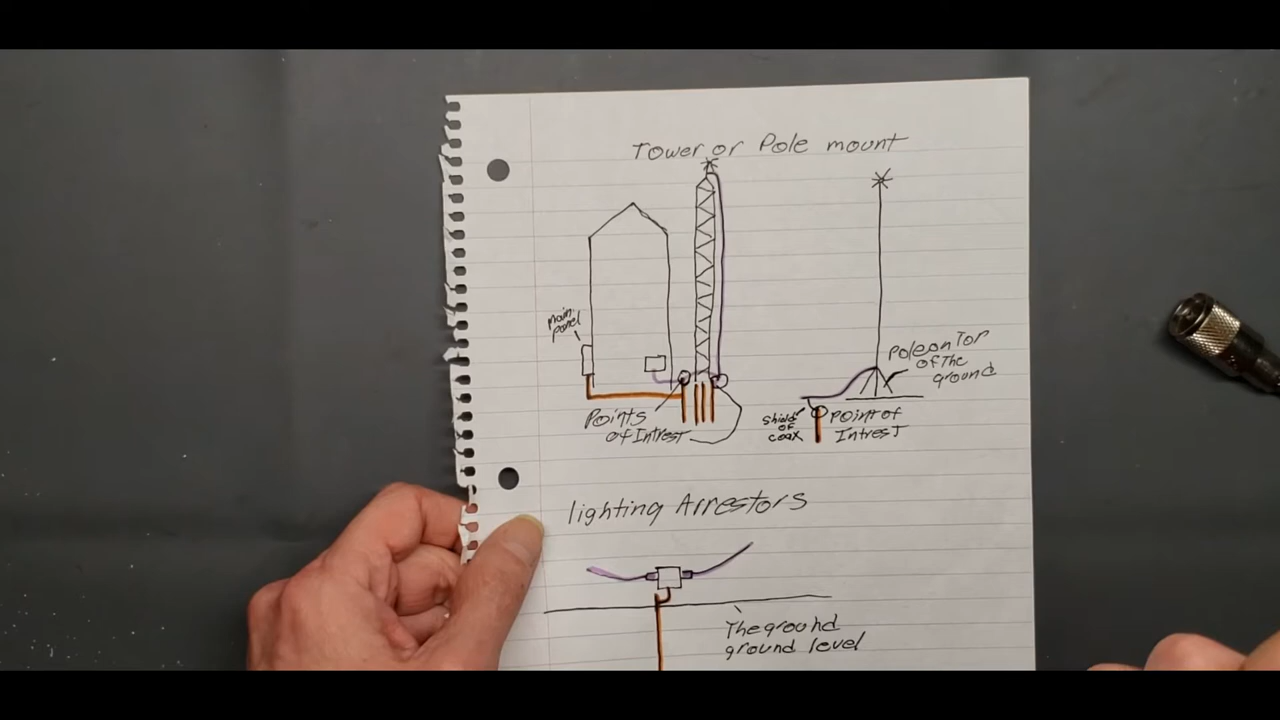 Tower or Pole mount
main
panel
Pole on Top
of The
ground
Points
of Intrest
shield
of
coax
Point of
Intrest
lighting Arrestors
The ground
ground level